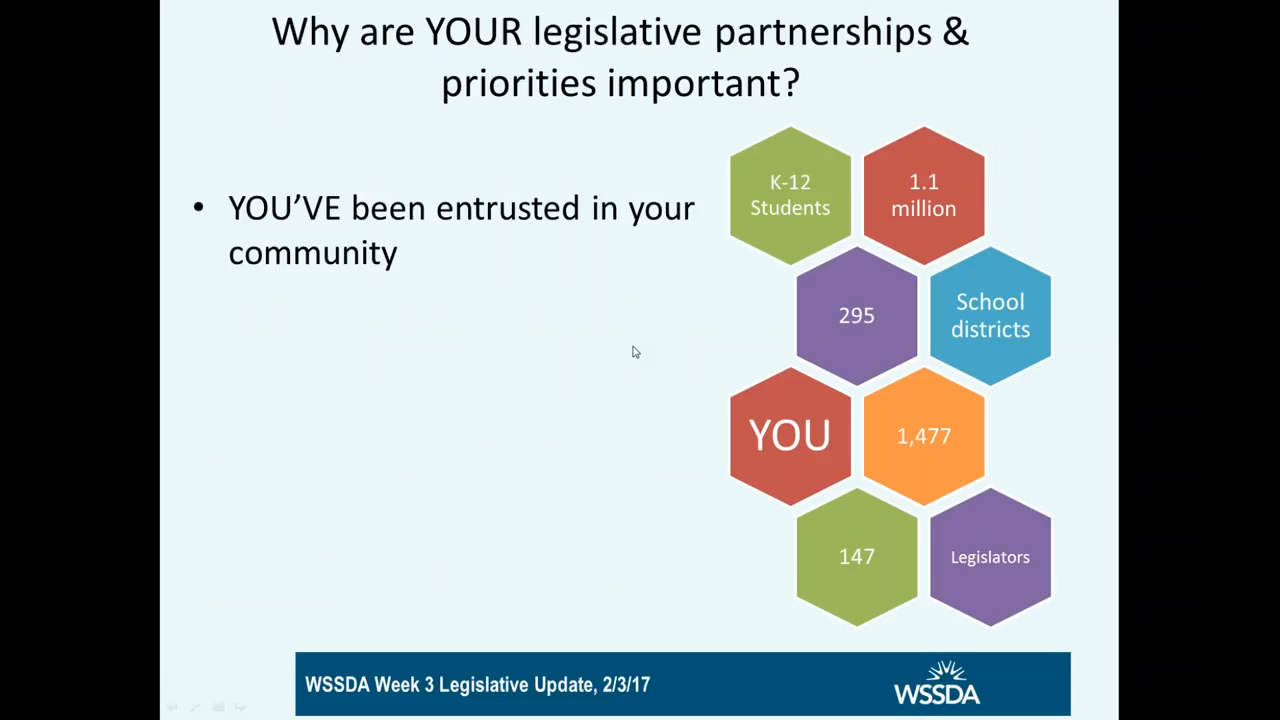 Why are YOUR legislative partnerships &
priorities important?
• YOU’VE been entrusted in your
community
K-12
Students
1.1
million
295
School
districts
YOU
1,477
147
Legislators
WSSDA Week 3 Legislative Update, 2/3/17
WSSDA